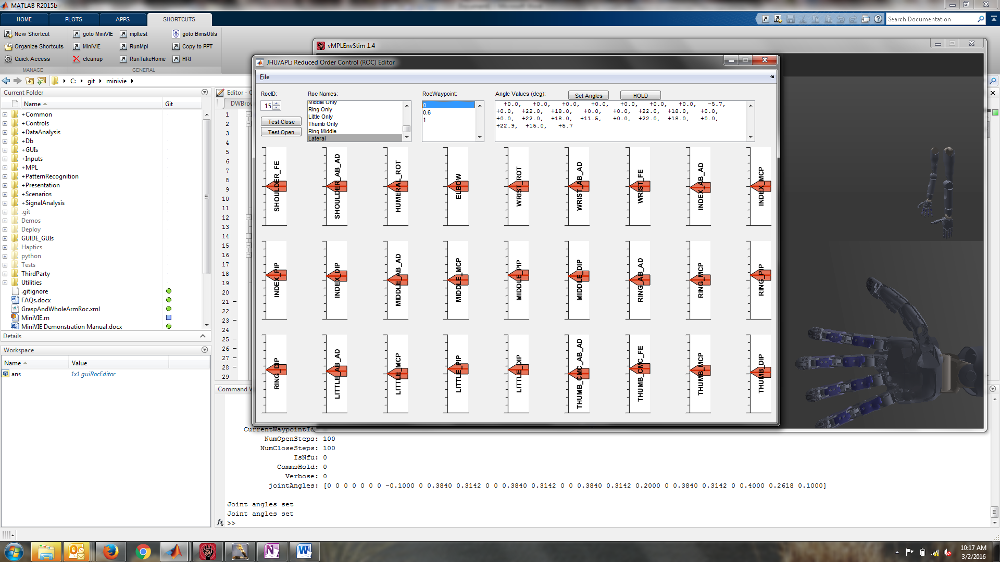 MATLAB R2015b
HOME PLOTS APPS SHORTCUTS
Search Documentation
New Shortcut
Organize Shortcuts
Quick Access
MANAGE
goto MiniVIE
MiniVIE
cleanup
mpltest
RunMpl
RunTakeHome
goto BimsUtils
Copy to PPT
HRI
GENERAL
C: git minivie
Current Folder
Name Git
+Common
+Controls
+DataAnalysis
+Db
+GUIs
+Inputs
+MPL
+PatternRecognition
+Presentation
+Scenarios
+SignalAnalysis
.git
Demos
Deploy
GUIDE_GUIs
Haptics
python
Tests
ThirdParty
Utilities
.gitignore
FAQs.docx
GraspAndWholeArmRoc.xml
MiniVIE.m
MiniVIE Demonstration Manual.docx
Details
Workspace
Name Value
ans 1x1 guiRocEditor
Editor - C
DWBrov
1
2
3
4
5
6
7
8
9
10
11
12
13
14
15
16
17
18
19
20
21
22
23
24
25
26
27
28
29
vMPLEnvStim 1.4
JHU/APL: Reduced Order Control (ROC) Editor
File
RocID:
15
Test Close
Test Open
Roc Names:
Middle Only
Ring Only
Little Only
Thumb Only
Ring Middle
Lateral
RocWaypoint:
0
0.6
1
Angle Values (deg):
Set Angles
HOLD
+0.0, +0.0, +0.0, +0.0, +0.0, +0.0, +0.0, -5.7,
+0.0, +22.0, +18.0, +0.0, +0.0, +22.0, +18.0, +0.0,
+0.0, +22.0, +18.0, +11.5, +0.0, +22.0, +18.0, +0.0,
+22.9, +15.0, +5.7
SHOULDER_FE
SHOULDER_AB_AD
HUMERAL_ROT
ELBOW
WRIST_ROT
WRIST_AB_AD
WRIST_FE
INDEX_AB_AD
INDEX_MCP
INDEX_PIP
INDEX_DIP
MIDDLE_AB_AD
MIDDLE_MCP
MIDDLE_PIP
MIDDLE_DIP
RING_AB_AD
RING_MCP
RING_PIP
RING_DIP
LITTLE_AB_AD
LITTLE_MCP
LITTLE_PIP
LITTLE_DIP
THUMB_CMC_AB_AD
THUMB_CMC_FE
THUMB_MCP
THUMB_DIP
Command W
CurrentWaypointId
NumOpenSteps: 100
NumCloseSteps: 100
IsNfu: 0
CommsHold: 0
Verbose: 0
jointAngles: [0 0 0 0 0 0 0 -0.1000 0 0.3840 0.3142 0 0 0.3840 0.3142 0 0 0.3840 0.3142 0.2000 0 0.3840 0.3142 0 0.4000 0.2618 0.1000]
Joint angles set
Joint angles set
fx >>
10:17 AM
3/2/2016